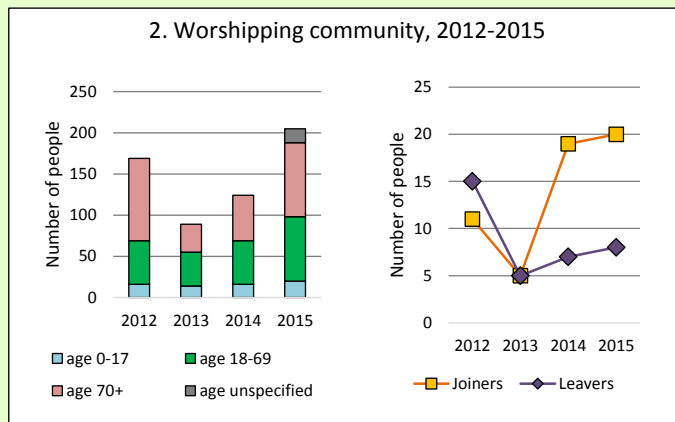 2. Worshipping community, 2012-2015
Number of people
250
200
150
100
50
0
2012 2013 2014 2015
age 0-17 age 18-69
age 70+ age unspecified
Number of people
25
20
15
10
5
0
2012 2013 2014 2015
Joiners Leavers